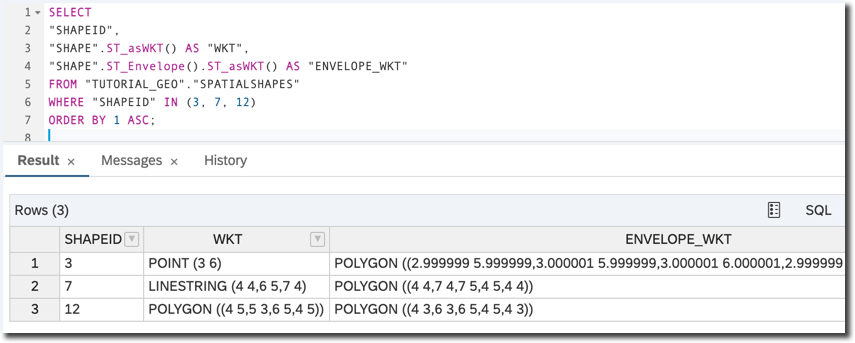 1 SELECT
2 "SHAPEID",
3 "SHAPE".ST_asWKT() AS "WKT",
4 "SHAPE".ST_Envelope().ST_asWKT() AS "ENVELOPE_WKT"
5 FROM "TUTORIAL_GEO"."SPATIALSHAPES"
6 WHERE "SHAPEID" IN (3, 7, 12)
7 ORDER BY 1 ASC;
8
Result × Messages × History
Rows (3) SQL
SHAPEID WKT ENVELOPE_WKT
1 3 POINT (3 6) POLYGON ((2.999999 5.999999,3.000001 5.999999,3.000001 6.000001,2.999999
2 7 LINESTRING (4 4,6 5,7 4) POLYGON ((4 4,7 4,7 5,4 5,4 4))
3 12 POLYGON ((4 5,5 3,6 5,4 5)) POLYGON ((4 3,6 3,6 5,4 5,4 3))